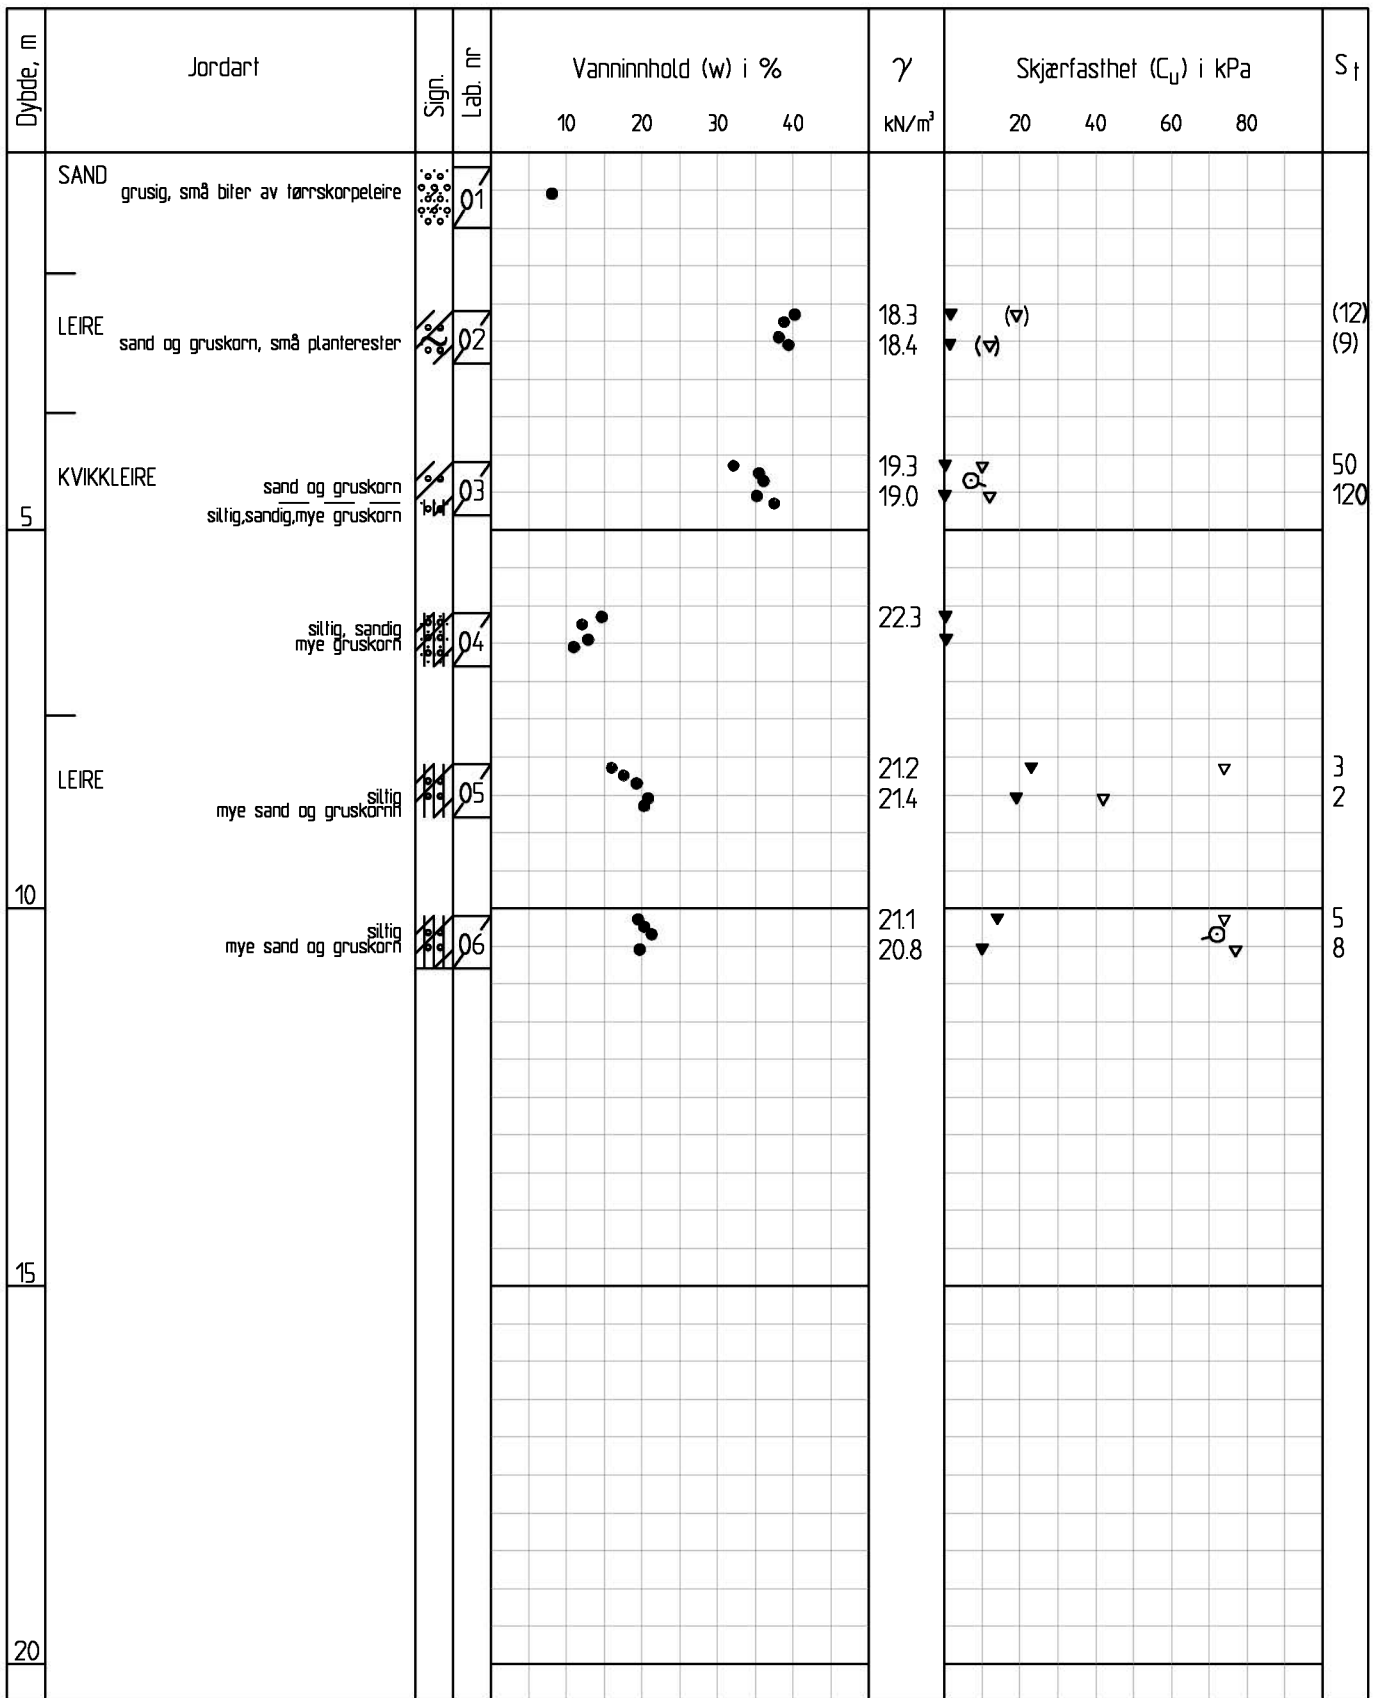 Dybde, m
Jordart
Sign.
Lab. nr
Vanninnhold (w) i %
10 20 30 40
γ
kN/m³
Skjærfasthet (Cu) i kPa
20 40 60 80
St
SAND
grusig, små biter av tørrskorpeleire
01
LEIRE
sand og gruskorn, små planterester
02
18.3
(12)
18.4
(9)
KVIKKLEIRE
sand og gruskorn
siltig,sandig,mye gruskorn
03
19.3
50
19.0
120
5
siltig, sandig
mye gruskorn
04
22.3
LEIRE
siltig
mye sand og gruskornn
05
21.2
3
21.4
2
10
siltig
mye sand og gruskorn
06
21.1
5
20.8
8
15
20